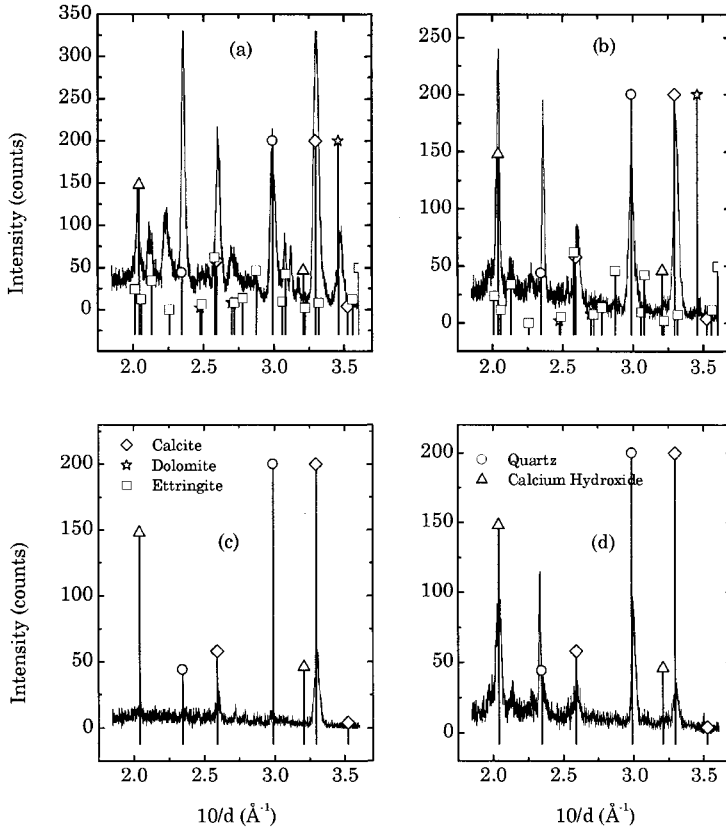 (a)
350
300
250
200
150
100
50
0
Intensity (counts)
2.0 2.5 3.0 3.5
(b)
250
200
150
100
50
0
2.0 2.5 3.0 3.5
(c)
Calcite
Dolomite
Ettringite
200
150
100
50
0
Intensity (counts)
2.0 2.5 3.0 3.5
10/d (Å⁻¹)
(d)
Quartz
Calcium Hydroxide
200
150
100
50
0
2.0 2.5 3.0 3.5
10/d (Å⁻¹)